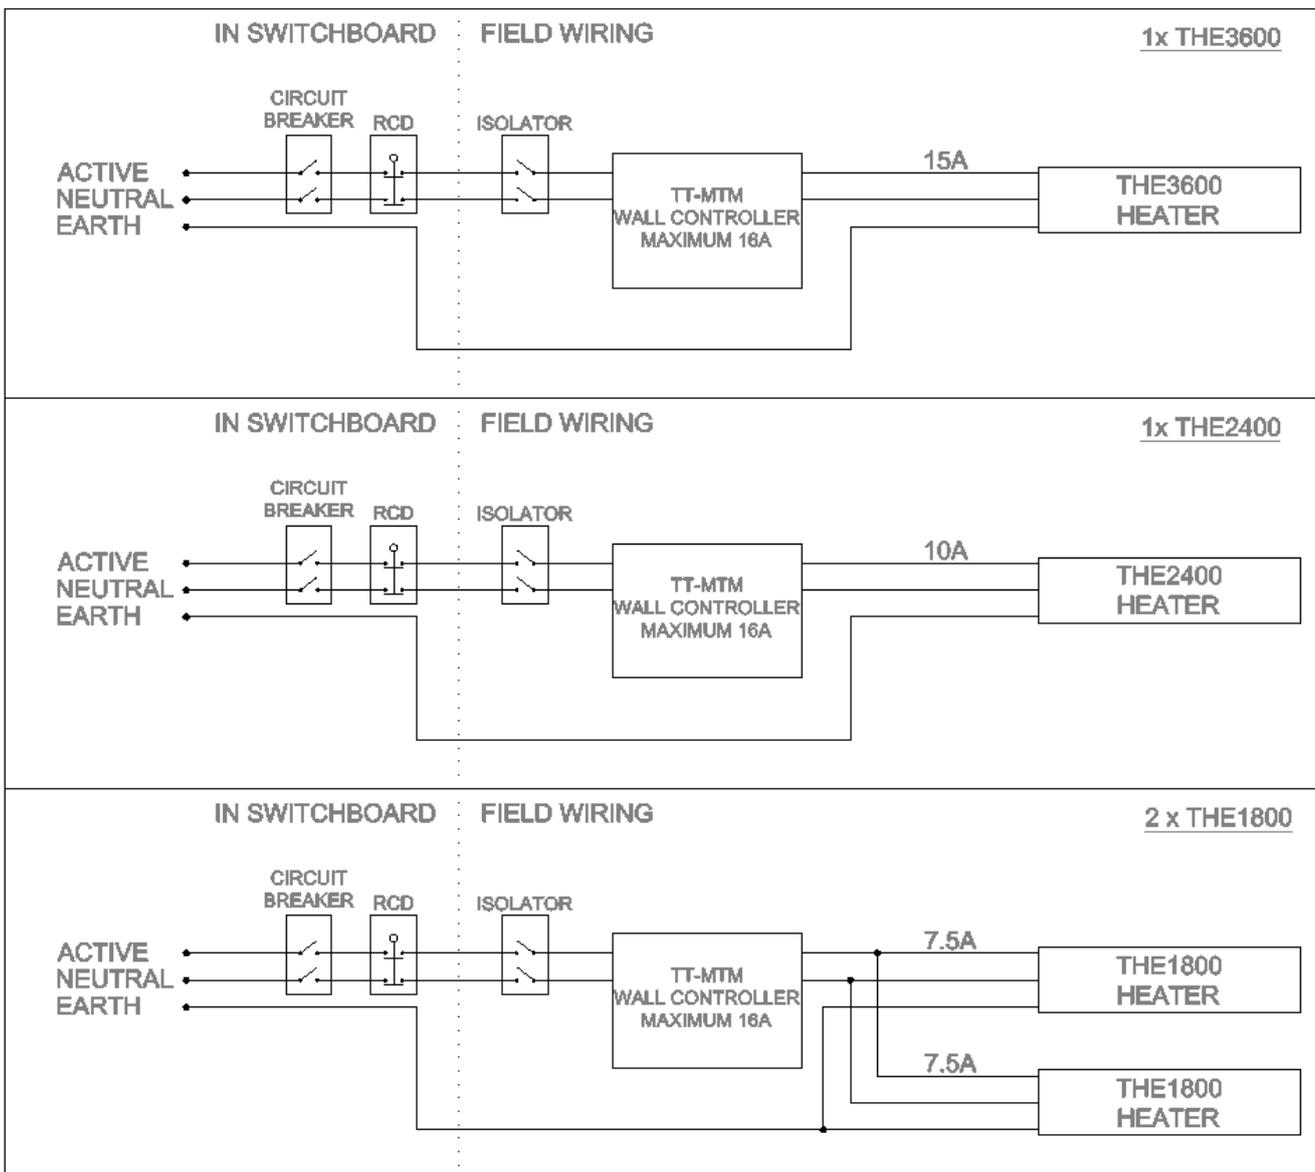 IN SWITCHBOARD
FIELD WIRING
1x THE3600
CIRCUIT
BREAKER
RCD
ISOLATOR
ACTIVE
NEUTRAL
EARTH
TT-MTM
WALL CONTROLLER
MAXIMUM 16A
15A
THE3600
HEATER
IN SWITCHBOARD
FIELD WIRING
1x THE2400
CIRCUIT
BREAKER
RCD
ISOLATOR
ACTIVE
NEUTRAL
EARTH
TT-MTM
WALL CONTROLLER
MAXIMUM 16A
10A
THE2400
HEATER
IN SWITCHBOARD
FIELD WIRING
2 x THE1800
CIRCUIT
BREAKER
RCD
ISOLATOR
ACTIVE
NEUTRAL
EARTH
TT-MTM
WALL CONTROLLER
MAXIMUM 16A
7.5A
THE1800
HEATER
7.5A
THE1800
HEATER